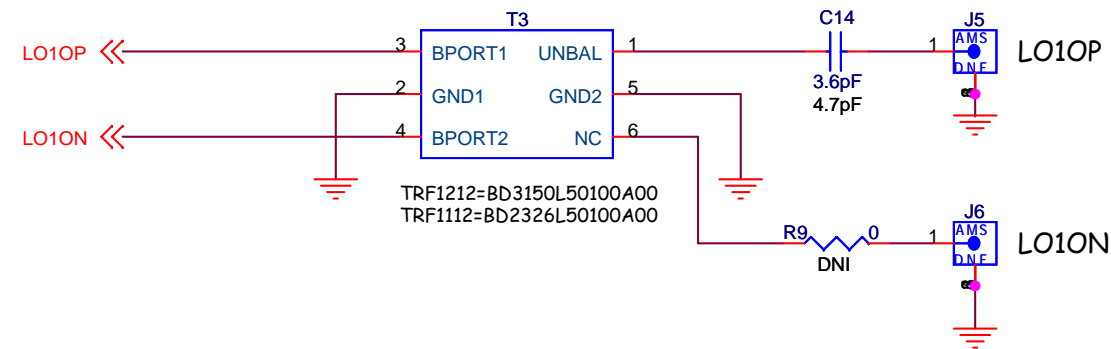 T3
C14
J5
LO1OP
3
BPORT1
UNBAL
1
1
AMS
DNF
LO1OP
2
GND1
GND2
5
3.6pF
4.7pF
LO1ON
4
BPORT2
NC
6
TRF1212=BD3150L50100A00
TRF1112=BD2326L50100A00
J6
R9
0
1
AMS
DNF
LO1ON
DNI